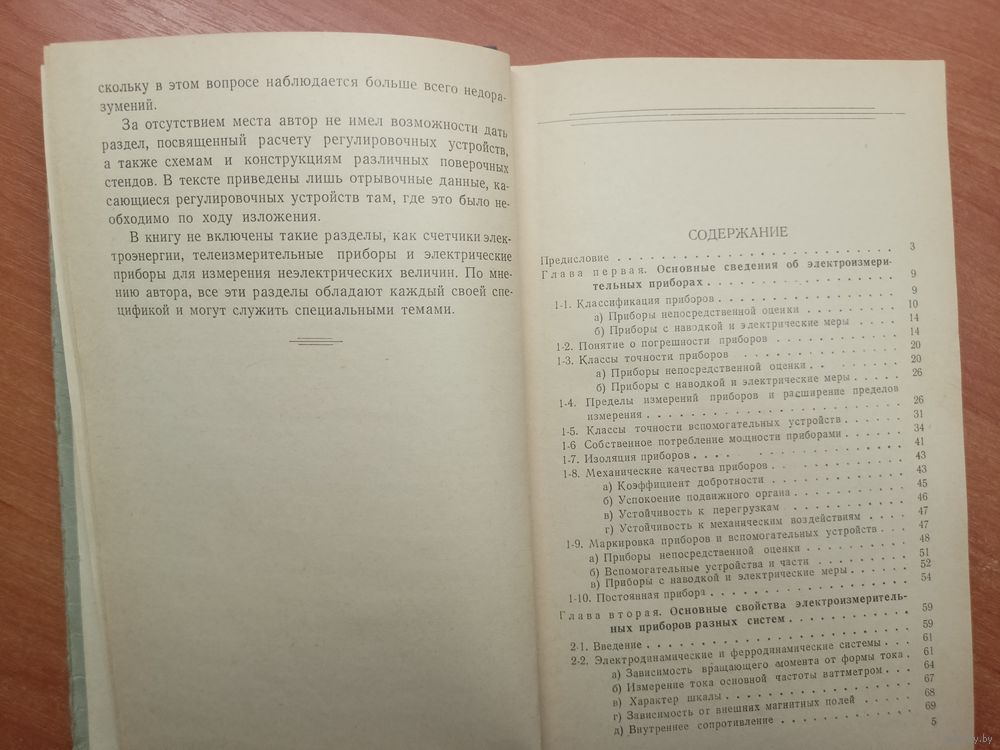 скольку в этом вопросе наблюдается больше всего недора-
зумений.
За отсутствием места автор не имел возможности дать
раздел, посвященный расчету регулировочных устройств,
а также схемам и конструкциям различных поверочных
стендов. В тексте приведены лишь отрывочные данные, ка-
сающиеся регулировочных устройств там, где это было не-
обходимо по ходу изложения.
В книгу не включены такие разделы, как счетчики элек-
троэнергии, телеизмерительные приборы и электрические
приборы для измерения неэлектрических величин. По мне-
нию автора, все эти разделы обладают каждый своей спе-
цификой и могут служить специальными темами.
СОДЕРЖАНИЕ
Предисловие . . . . . . . . . . . . . . . . . . . 3
Глава первая. Основные сведения об электроизмери-
тельных приборах . . . . . . . . . . . . . 9
1-1. Классификация приборов . . . . . . . . . . . . 9
а) Приборы непосредственной оценки . . . . . . . 10
б) Приборы с наводкой и электрические меры . . . . 14
1-2. Понятие о погрешности приборов . . . . . . . . . 14
1-3. Классы точности приборов . . . . . . . . . . . 20
а) Приборы непосредственной оценки . . . . . . . 20
б) Приборы с наводкой и электрические меры . . . . . 26
1-4. Пределы измерений приборов и расширение пределов
измерения . . . . . . . . . . . . . . . . . . 26
1-5. Классы точности вспомогательных устройств . . . . . 31
1-6 Собственное потребление мощности приборами . . . . . 34
1-7. Изоляция приборов . . . . . . . . . . . . . . 41
1-8. Механические качества приборов . . . . . . . . . 43
а) Коэффициент добротности . . . . . . . . . . 43
б) Успокоение подвижного органа . . . . . . . . 45
в) Устойчивость к перегрузкам . . . . . . . . . 46
г) Устойчивость к механическим воздействиям . . . . 47
1-9. Маркировка приборов и вспомогательных устройств . . . 47
а) Приборы непосредственной оценки . . . . . . . 48
б) Вспомогательные устройства и части . . . . . . 51
в) Приборы с наводкой и электрические меры . . . . . 52
1-10. Постоянная прибора . . . . . . . . . . . . . . 54
Глава вторая. Основные свойства электроизмеритель-
ных приборов разных систем . . . . . . . . . 59
2-1. Введение . . . . . . . . . . . . . . . . . . 59
2-2. Электродинамические и ферродинамические системы . . . 61
а) Зависимость вращающего момента от формы тока . 61
б) Измерение тока основной частоты ваттметром . . . 64
в) Характер шкалы . . . . . . . . . . . . . 67
г) Зависимость от внешних магнитных полей . . . . 68
д) Внутреннее сопротивление . . . . . . . . . . 69
5